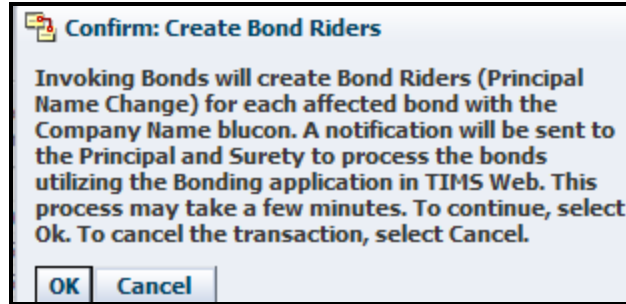 Confirm: Create Bond Riders
Invoking Bonds will create Bond Riders (Principal
Name Change) for each affected bond with the
Company Name blucon. A notification will be sent to
the Principal and Surety to process the bonds
utilizing the Bonding application in TIMS Web. This
process may take a few minutes. To continue, select
Ok. To cancel the transaction, select Cancel.
OK Cancel